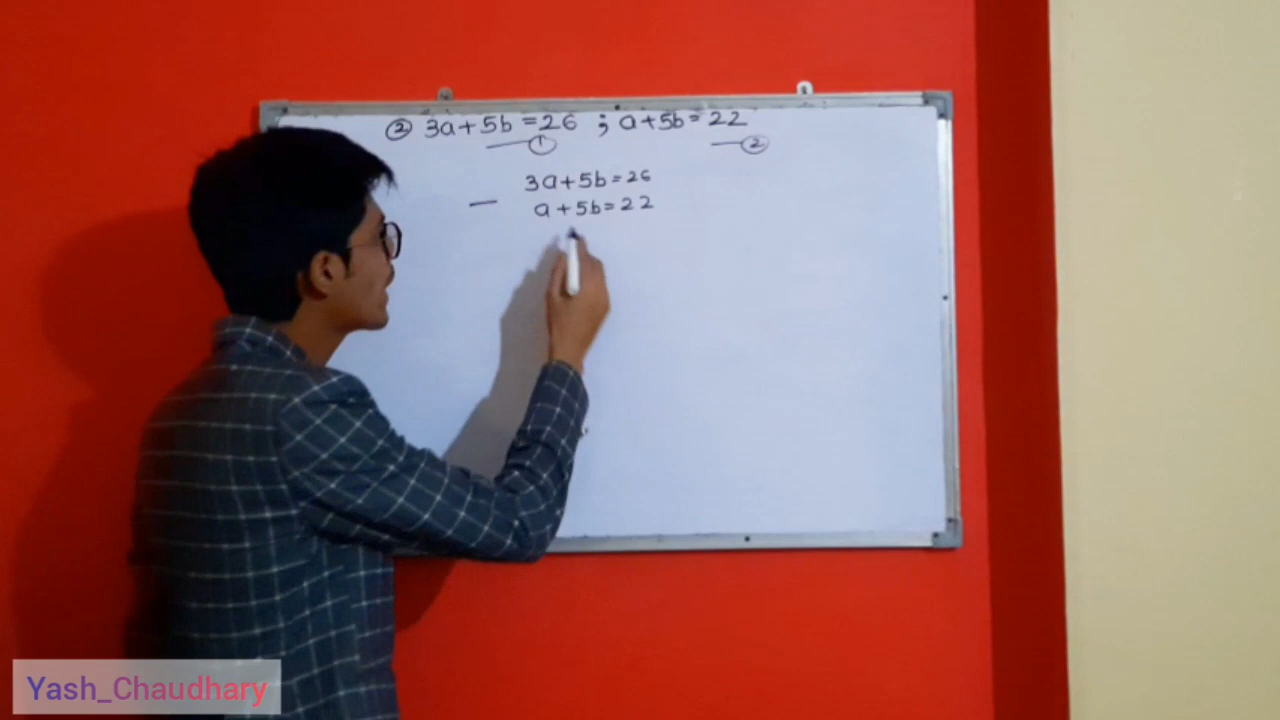 ② 3a+5b=26 ; a+5b=22
① ②
3a+5b=26
— a+5b=22
Yash_Chaudhary